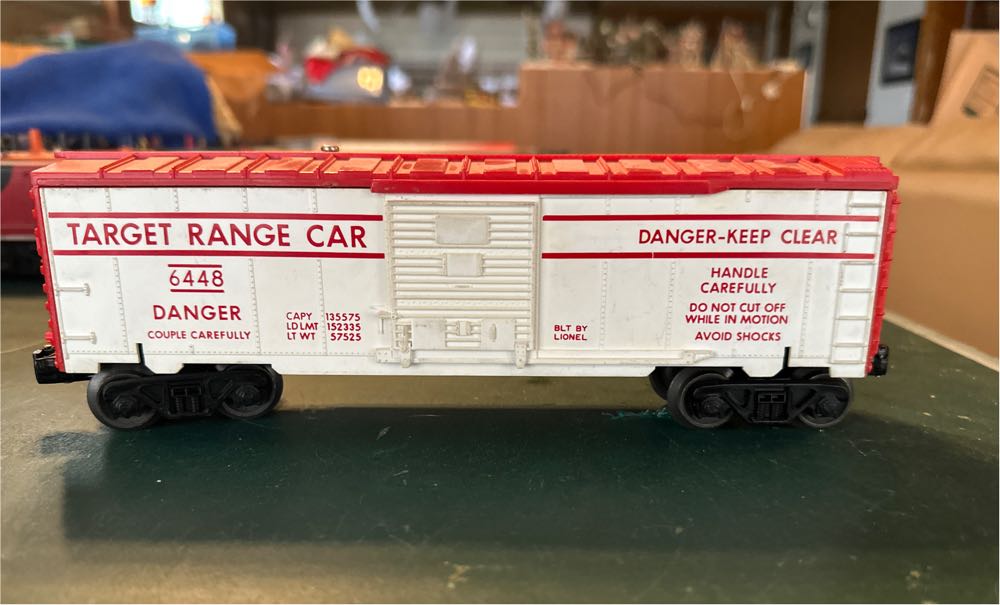 TARGET RANGE CAR
6448
DANGER
COUPLE CAREFULLY
CAPY 135575
LD LMT 152335
LT WT 57525
DANGER-KEEP CLEAR
HANDLE
CAREFULLY
DO NOT CUT OFF
WHILE IN MOTION
AVOID SHOCKS
BLT BY
LIONEL